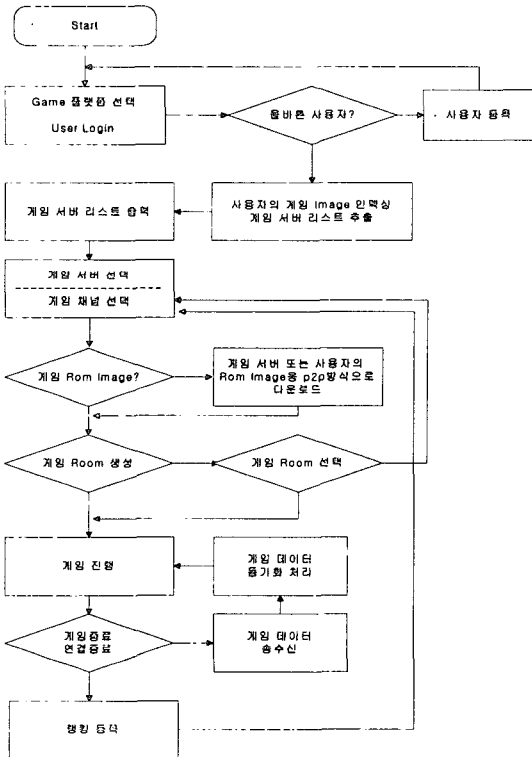 Start
Game 플랫폼 선택
User Login
올바른 사용자?
사용자 등록
게임 서버 리스트 출력
사용자의 게임 Image 인덱싱
게임 서버 리스트 추출
게임 서버 선택
게임 채널 선택
게임 Rom Image?
게임 서버 또는 사용자의
Rom Image을 p2p방식으로
다운로드
게임 Room 생성
게임 Room 선택
게임 진행
게임 데이터
동기화 처리
게임종료
연결종료
게임 데이터
송수신
랭킹 등록